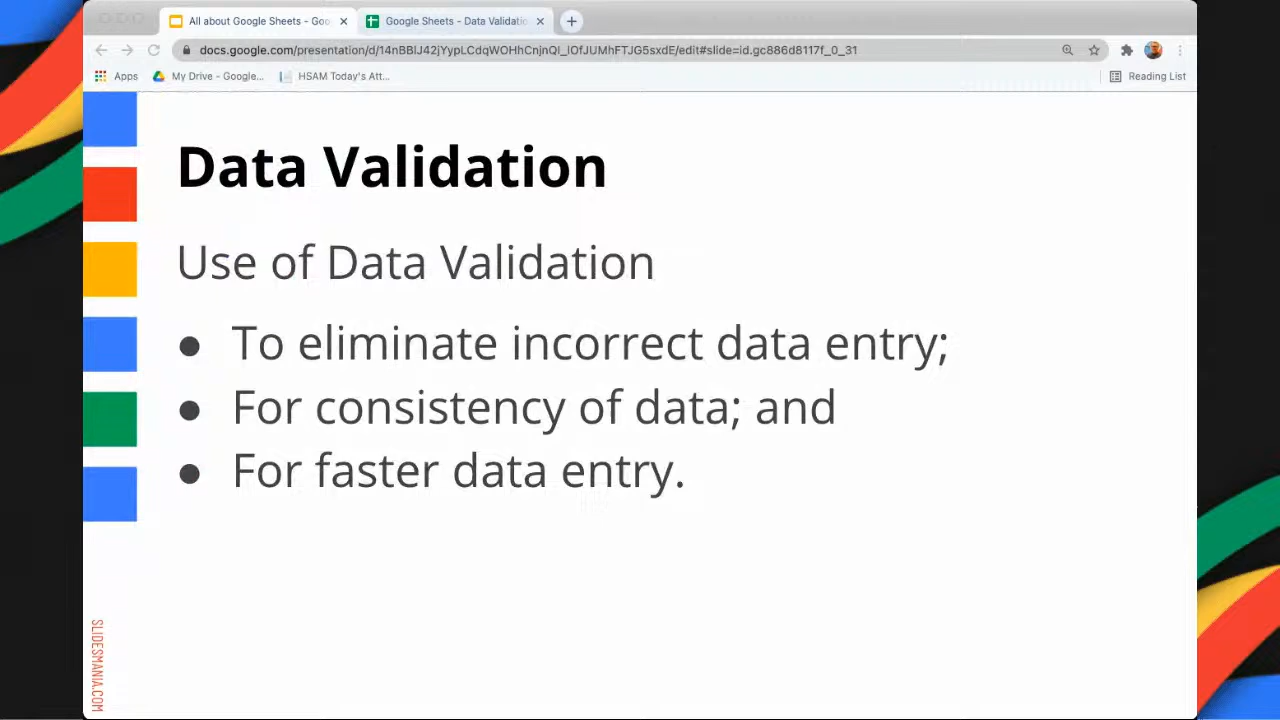 All about Google Sheets - Goo
Google Sheets - Data Validatio
docs.google.com/presentation/d/14nBBlJ42jYypLCdqWOHhCnjnQl_lOfJUMhFTJG5sxdE/edit#slide=id.gc886d8117f_0_31
Apps
My Drive - Google...
HSAM Today's Att...
Reading List
Data Validation
Use of Data Validation
● To eliminate incorrect data entry;
● For consistency of data; and
● For faster data entry.
SLIDESMANIA.COM